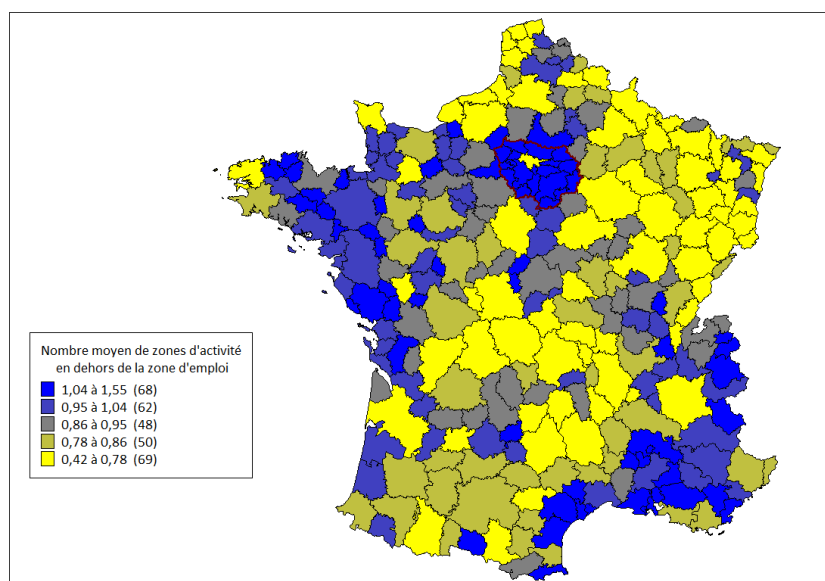 Nombre moyen de zones d'activité
en dehors de la zone d'emploi
1,04 à 1,55 (68)
0,95 à 1,04 (62)
0,86 à 0,95 (48)
0,78 à 0,86 (50)
0,42 à 0,78 (69)